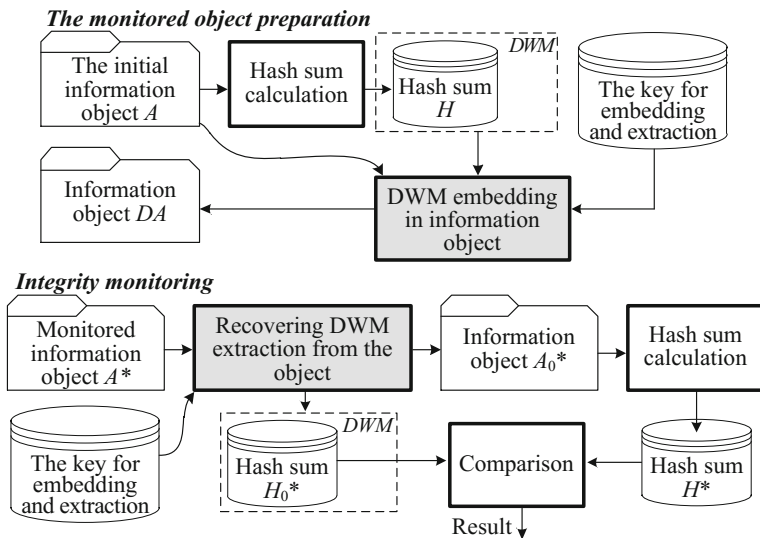 The monitored object preparation
The initial
information
object A
Hash sum
calculation
DWM
Hash sum
H
The key for
embedding
and extraction
Information
object DA
DWM embedding
in information
object
Integrity monitoring
Monitored
information
object A*
Recovering DWM
extraction from the
object
Information
object A0*
Hash sum
calculation
The key for
embedding
and extraction
DWM
Hash sum
H0*
Comparison
Hash sum
H*
Result